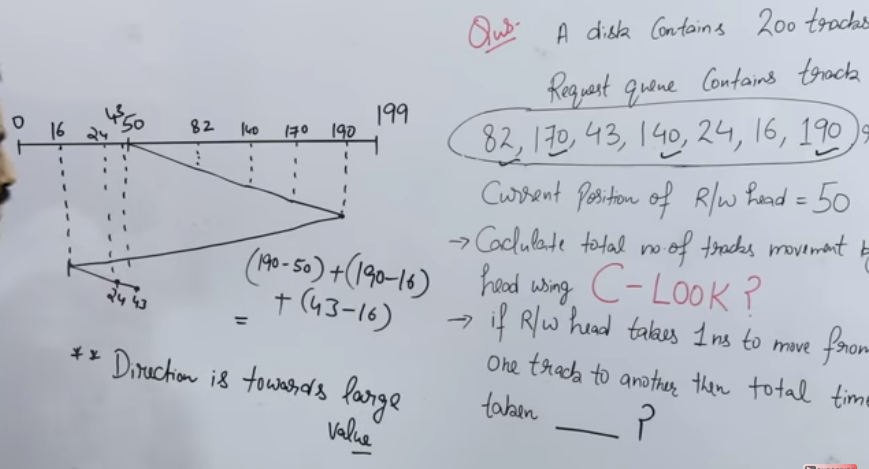 Ques. A disk Contains 200 tracks
Request queue Contains track
82, 170, 43, 140, 24, 16, 190
Current position of R/W head = 50
→ Caclulate total no. of tracks movement b
head using C-LOOK?
→ if R/W head takes 1ns to move from
one track to another then total time
taken ___ ?
0 16 24 43 50 82 140 170 190 199
24 43
(190-50)+(190-16)
= +(43-16)
** Direction is towards large
value